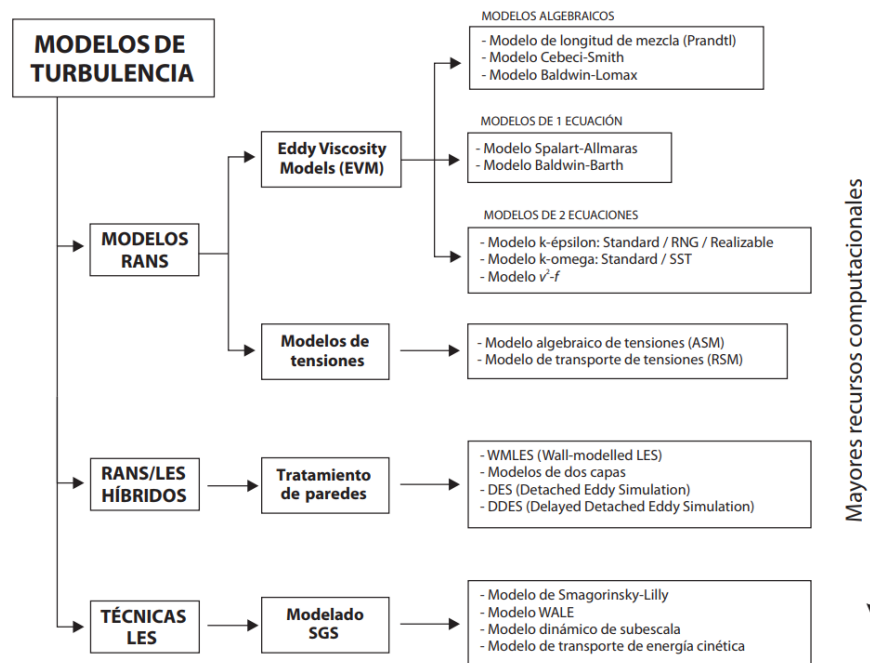 MODELOS DE
TURBULENCIA
MODELOS
RANS
Eddy Viscosity
Models (EVM)
MODELOS ALGEBRAICOS
- Modelo de longitud de mezcla (Prandtl)
- Modelo Cebeci-Smith
- Modelo Baldwin-Lomax
MODELOS DE 1 ECUACIÓN
- Modelo Spalart-Allmaras
- Modelo Baldwin-Barth
MODELOS DE 2 ECUACIONES
- Modelo k-épsilon: Standard / RNG / Realizable
- Modelo k-omega: Standard / SST
- Modelo v²-f
Modelos de
tensiones
- Modelo algebraico de tensiones (ASM)
- Modelo de transporte de tensiones (RSM)
RANS/LES
HÍBRIDOS
Tratamiento
de paredes
- WMLES (Wall-modelled LES)
- Modelos de dos capas
- DES (Detached Eddy Simulation)
- DDES (Delayed Detached Eddy Simulation)
TÉCNICAS
LES
Modelado
SGS
- Modelo de Smagorinsky-Lilly
- Modelo WALE
- Modelo dinámico de subescala
- Modelo de transporte de energía cinética
Mayores recursos computacionales